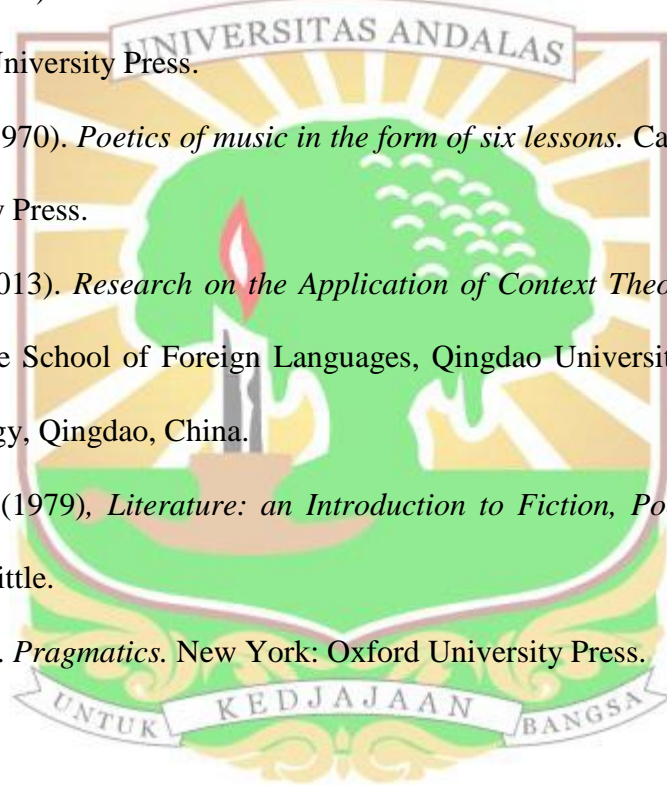 UNIVERSITAS ANDALAS
University Press.
970). Poetics of music in the form of six lessons. Ca
Press.
013). Research on the Application of Context Theo
School of Foreign Languages, Qingdao Universit
gy, Qingdao, China.
(1979), Literature: an Introduction to Fiction, Po
ittle.
. Pragmatics. New York: Oxford University Press.
UNTUK KEDJAJAAN BANGSA